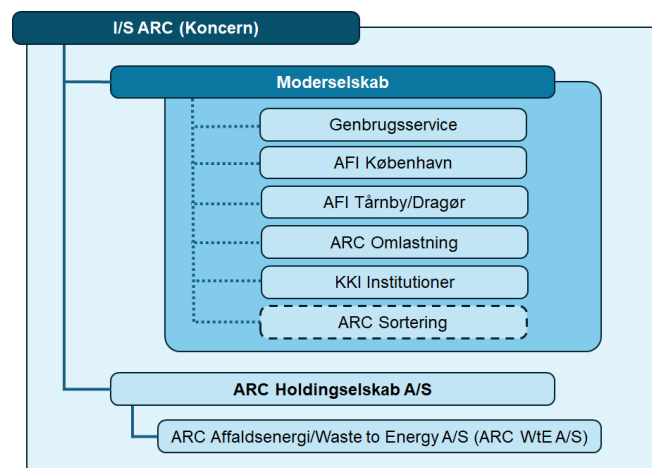 I/S ARC (Koncern)
Moderselskab
Genbrugsservice
AFI København
AFI Tårnby/Dragør
ARC Omlastning
KKI Institutioner
ARC Sortering
ARC Holdingselskab A/S
ARC Affaldsenergi/Waste to Energy A/S (ARC WtE A/S)